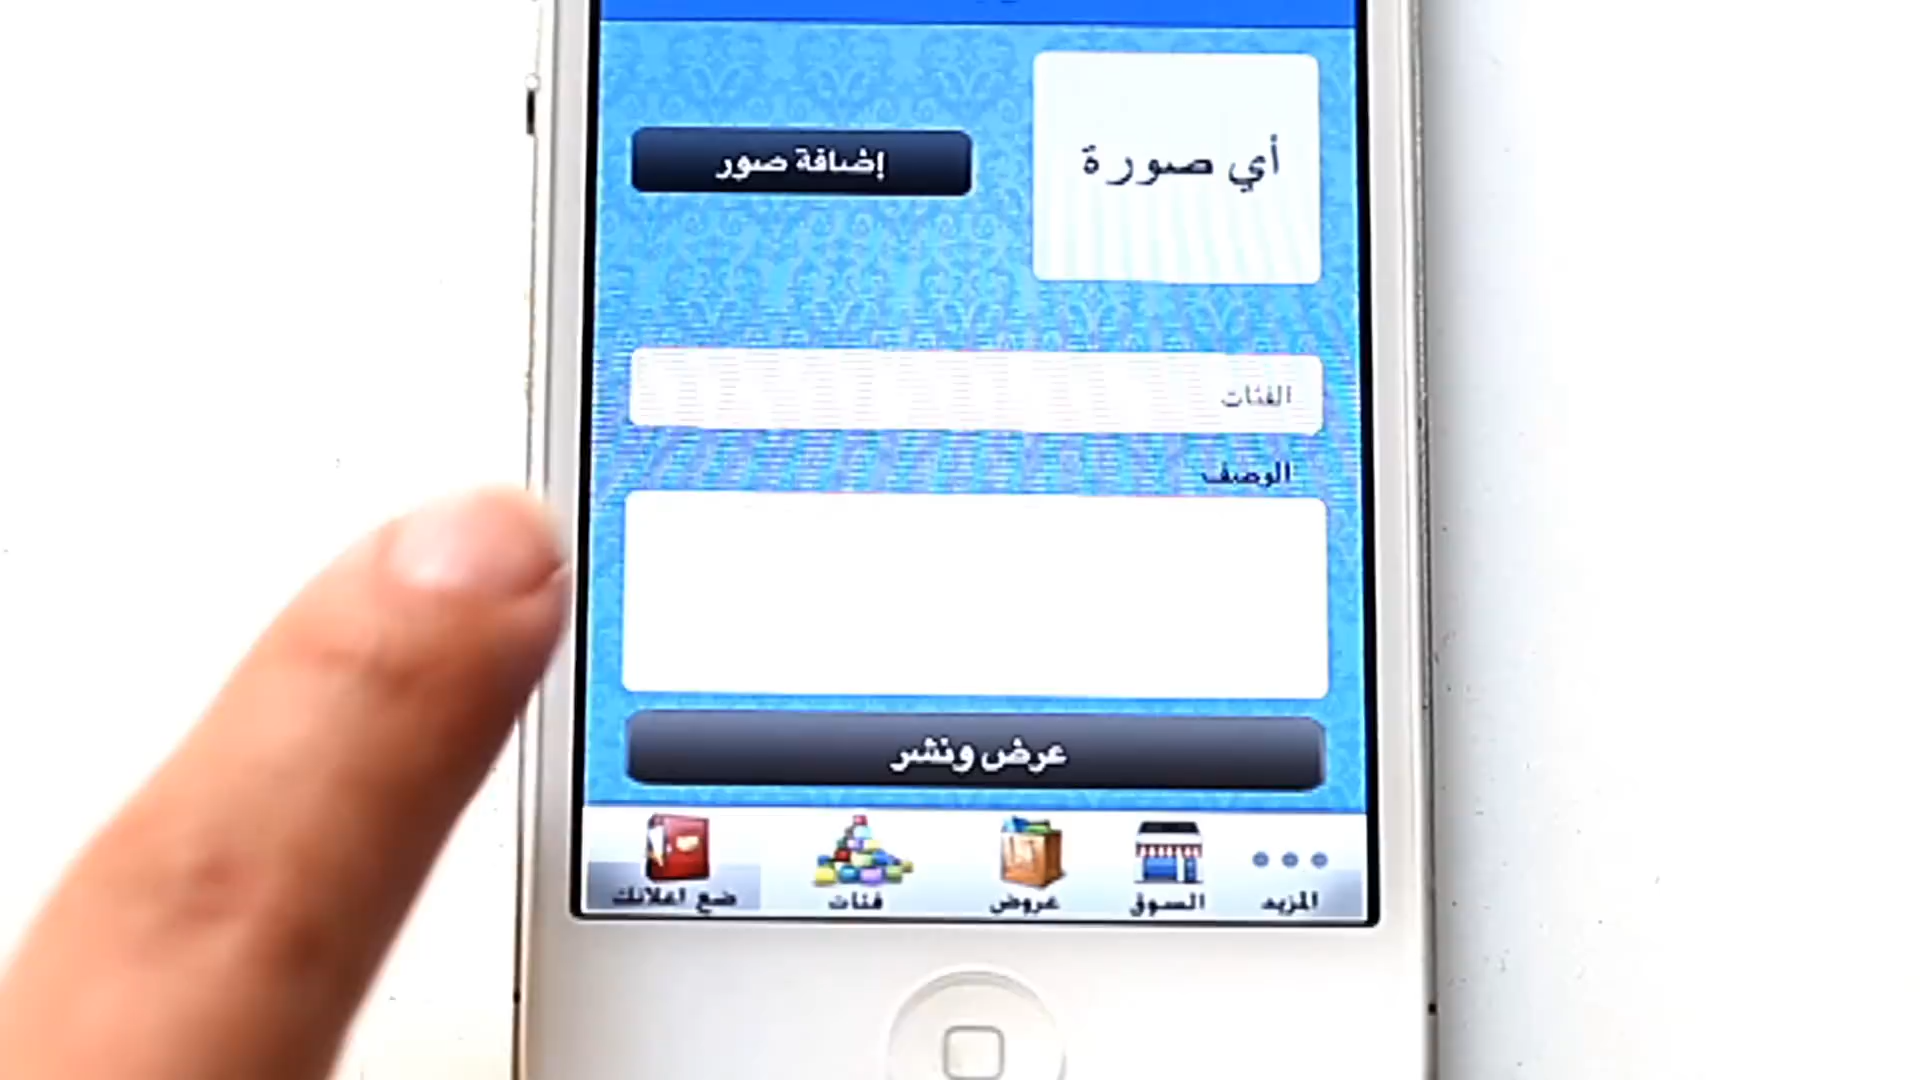 أي صورة
إضافة صور
الفئات
الوصف
عرض ونشر
المزيد
السوق
عروض
فئات
ضع اعلانك